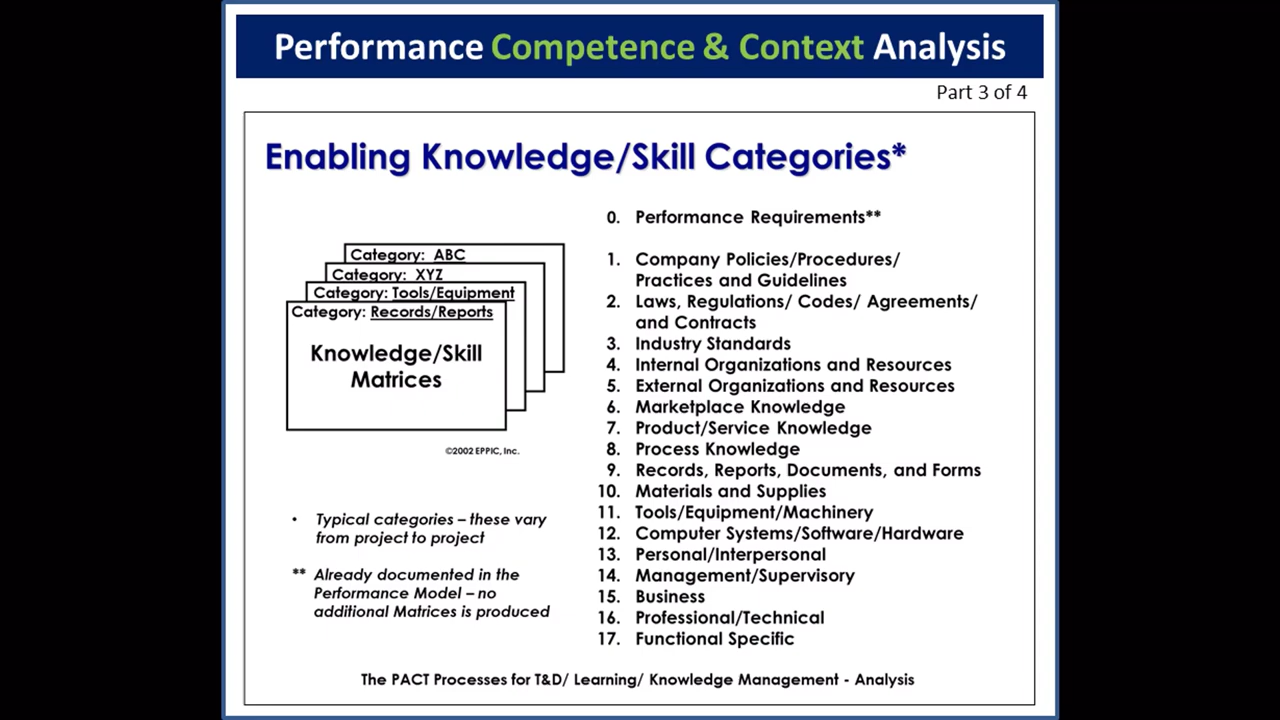 Performance Competence & Context Analysis
Part 3 of 4
Enabling Knowledge/Skill Categories*
Category: ABC
Category: XYZ
Category: Tools/Equipment
Category: Records/Reports
Knowledge/Skill
Matrices
©2002 EPPIC, Inc.
• Typical categories – these vary
from project to project
** Already documented in the
Performance Model – no
additional Matrices is produced
0. Performance Requirements**
1. Company Policies/Procedures/
Practices and Guidelines
2. Laws, Regulations/ Codes/ Agreements/
and Contracts
3. Industry Standards
4. Internal Organizations and Resources
5. External Organizations and Resources
6. Marketplace Knowledge
7. Product/Service Knowledge
8. Process Knowledge
9. Records, Reports, Documents, and Forms
10. Materials and Supplies
11. Tools/Equipment/Machinery
12. Computer Systems/Software/Hardware
13. Personal/Interpersonal
14. Management/Supervisory
15. Business
16. Professional/Technical
17. Functional Specific
The PACT Processes for T&D/ Learning/ Knowledge Management - Analysis